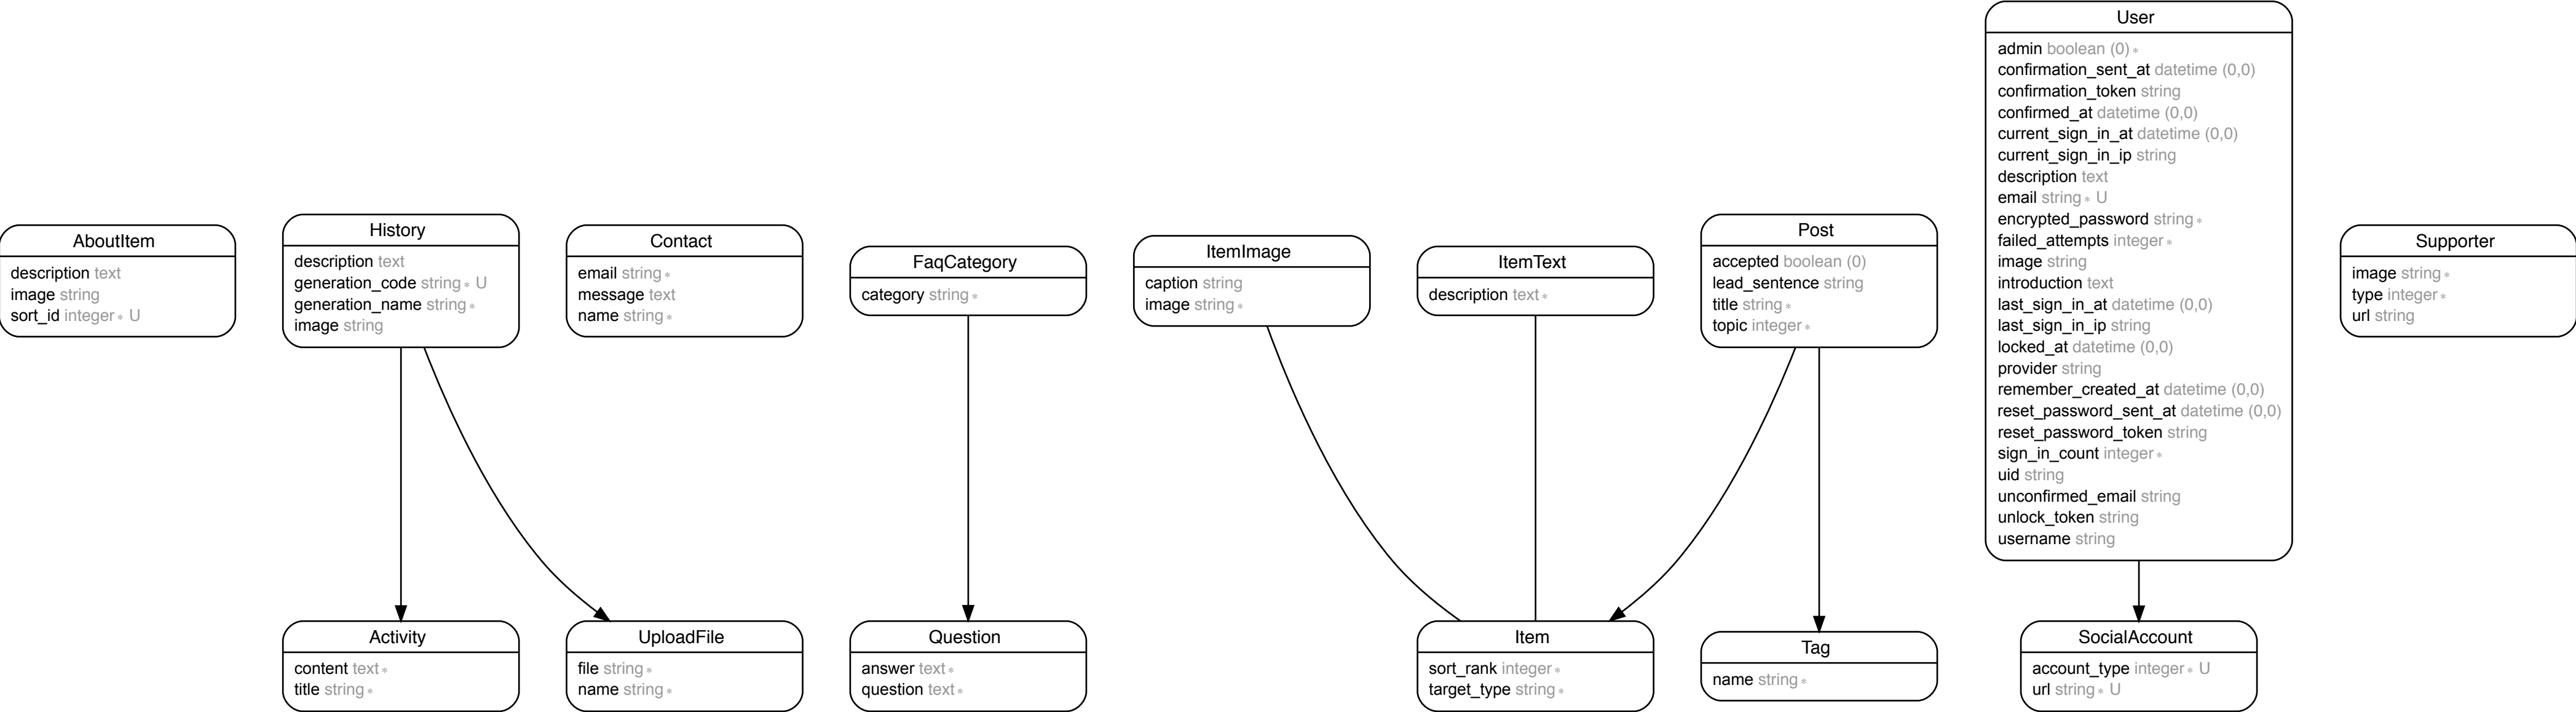 AboutItem
description text
image string
sort_id integer ∗ U
History
description text
generation_code string ∗ U
generation_name string ∗
image string
Contact
email string ∗
message text
name string ∗
FaqCategory
category string ∗
ItemImage
caption string
image string ∗
ItemText
description text ∗
Post
accepted boolean (0)
lead_sentence string
title string ∗
topic integer ∗
User
admin boolean (0) ∗
confirmation_sent_at datetime (0,0)
confirmation_token string
confirmed_at datetime (0,0)
current_sign_in_at datetime (0,0)
current_sign_in_ip string
description text
email string ∗ U
encrypted_password string ∗
failed_attempts integer ∗
image string
introduction text
last_sign_in_at datetime (0,0)
last_sign_in_ip string
locked_at datetime (0,0)
provider string
remember_created_at datetime (0,0)
reset_password_sent_at datetime (0,0)
reset_password_token string
sign_in_count integer ∗
uid string
unconfirmed_email string
unlock_token string
username string
Supporter
image string ∗
type integer ∗
url string
Activity
content text ∗
title string ∗
UploadFile
file string ∗
name string ∗
Question
answer text ∗
question text ∗
Item
sort_rank integer ∗
target_type string ∗
Tag
name string ∗
SocialAccount
account_type integer ∗ U
url string ∗ U